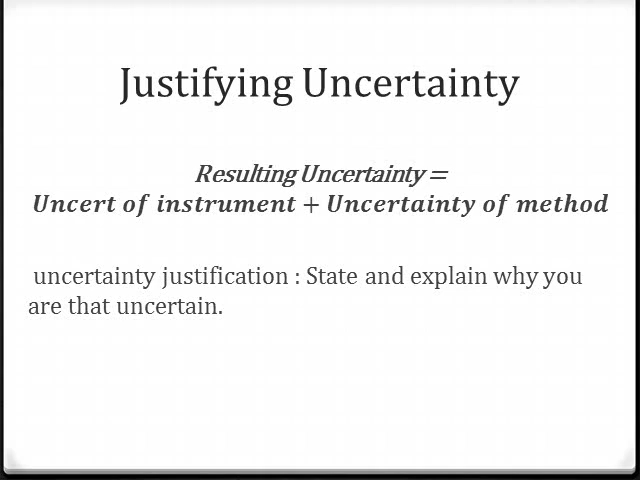 Justifying Uncertainty
Resulting Uncertainty =
Uncert of instrument + Uncertainty of method
uncertainty justification : State and explain why you
are that uncertain.